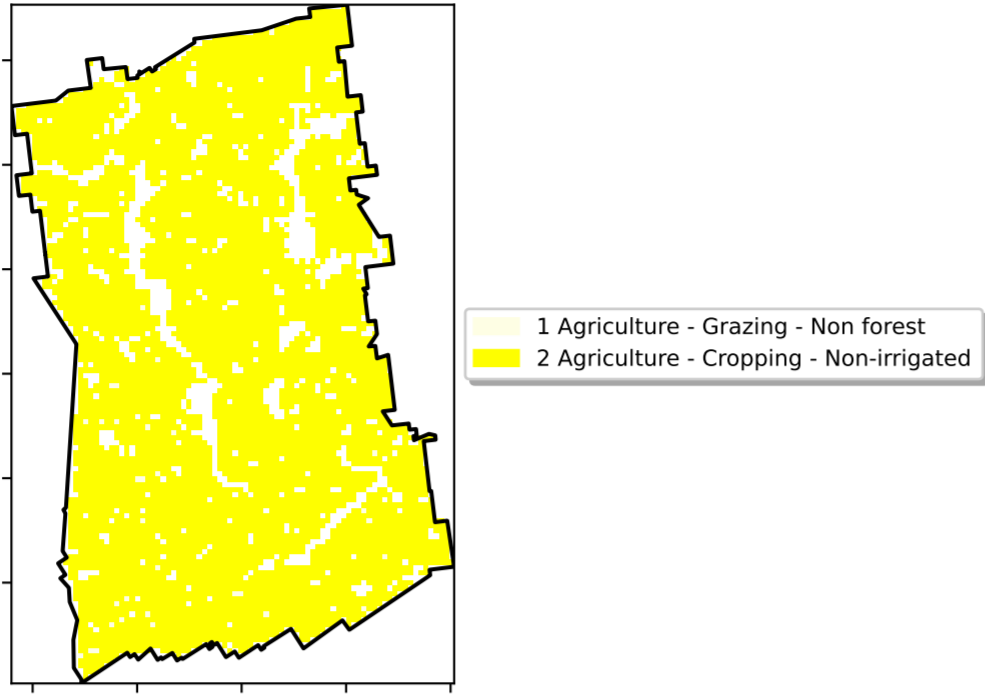 1 Agriculture - Grazing - Non forest
2 Agriculture - Cropping - Non-irrigated